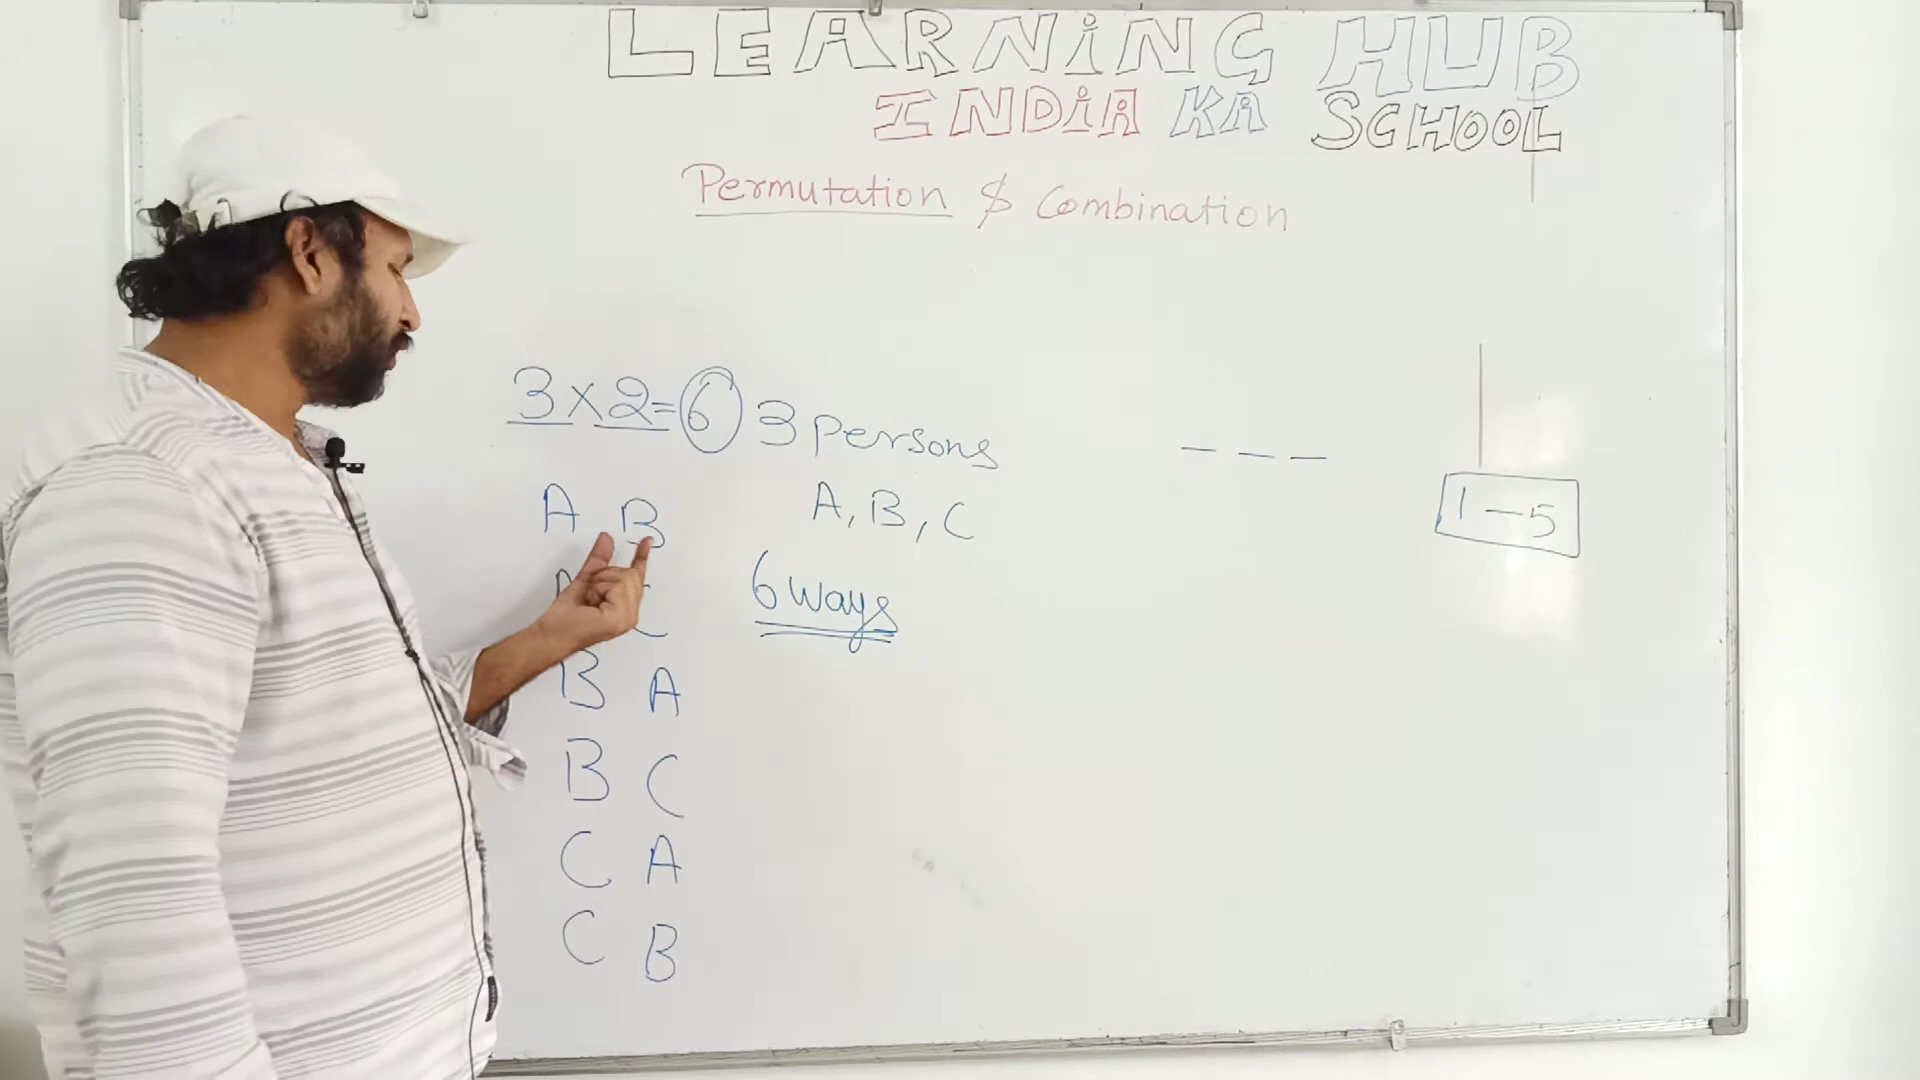 LEARNiNG HUB
INDiA KA SCHOOL
Permutation & Combination
3 x 2 = 6 3 persons
A B A, B, C
C 6 ways
1 - 5
B A
B C
C A
C B